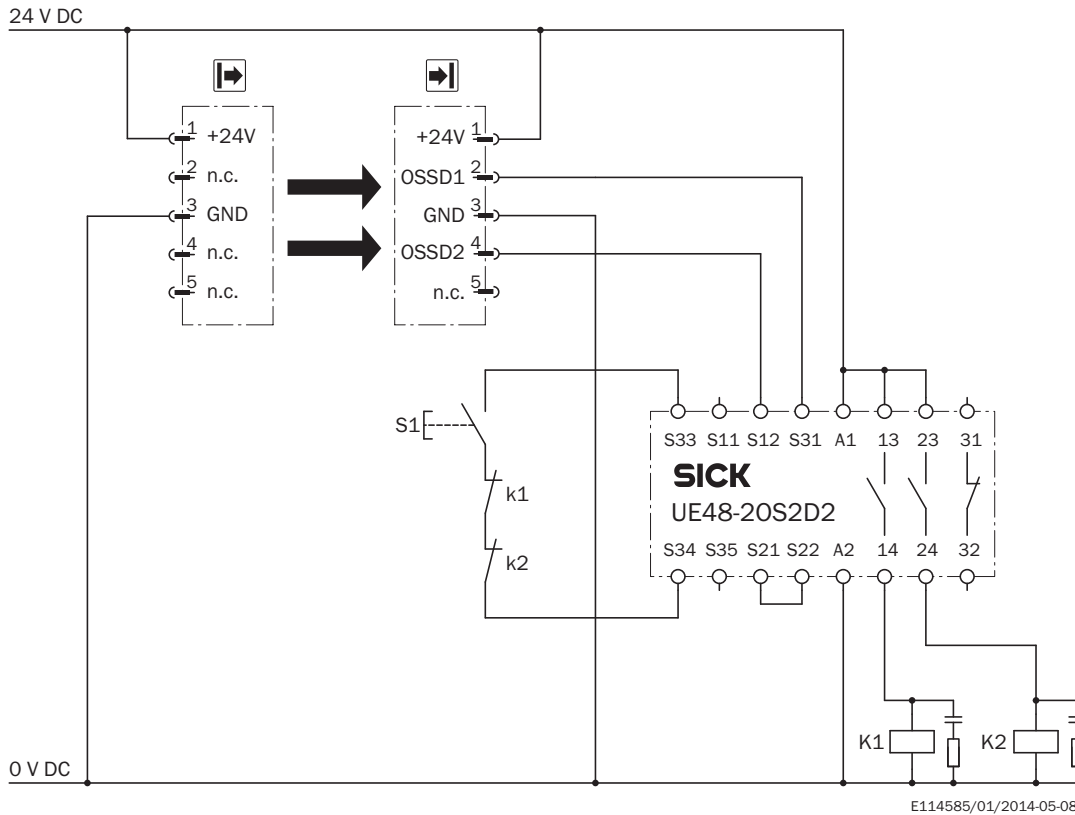 24 V DC
1 +24V
2 n.c.
3 GND
4 n.c.
5 n.c.
+24V 1
OSSD1 2
GND 3
OSSD2 4
n.c. 5
S1
k1
k2
S33 S11 S12 S31 A1 13 23 31
SICK
UE48-2OS2D2
S34 S35 S21 S22 A2 14 24 32
K1
K2
0 V DC
E114585/01/2014-05-08